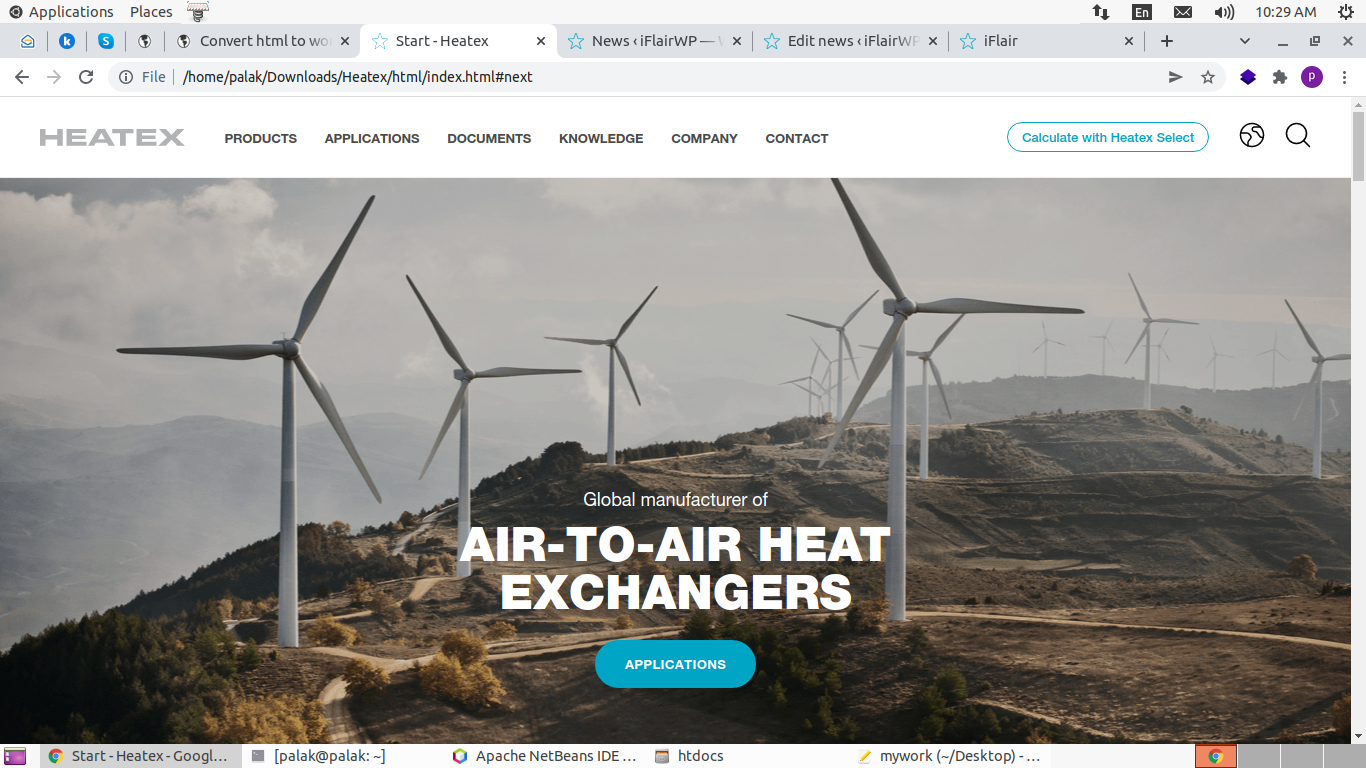 Applications Places En 10:29 AM
Convert html to wo Start - Heatex News ‹ iFlairWP — W Edit news ‹ iFlairWP iFlair
File /home/palak/Downloads/Heatex/html/index.html#next p
HEATEX PRODUCTS APPLICATIONS DOCUMENTS KNOWLEDGE COMPANY CONTACT Calculate with Heatex Select
Global manufacturer of
AIR-TO-AIR HEAT
EXCHANGERS
APPLICATIONS
Start - Heatex - Googl... [palak@palak: ~] Apache NetBeans IDE ... htdocs mywork (~/Desktop) - ...